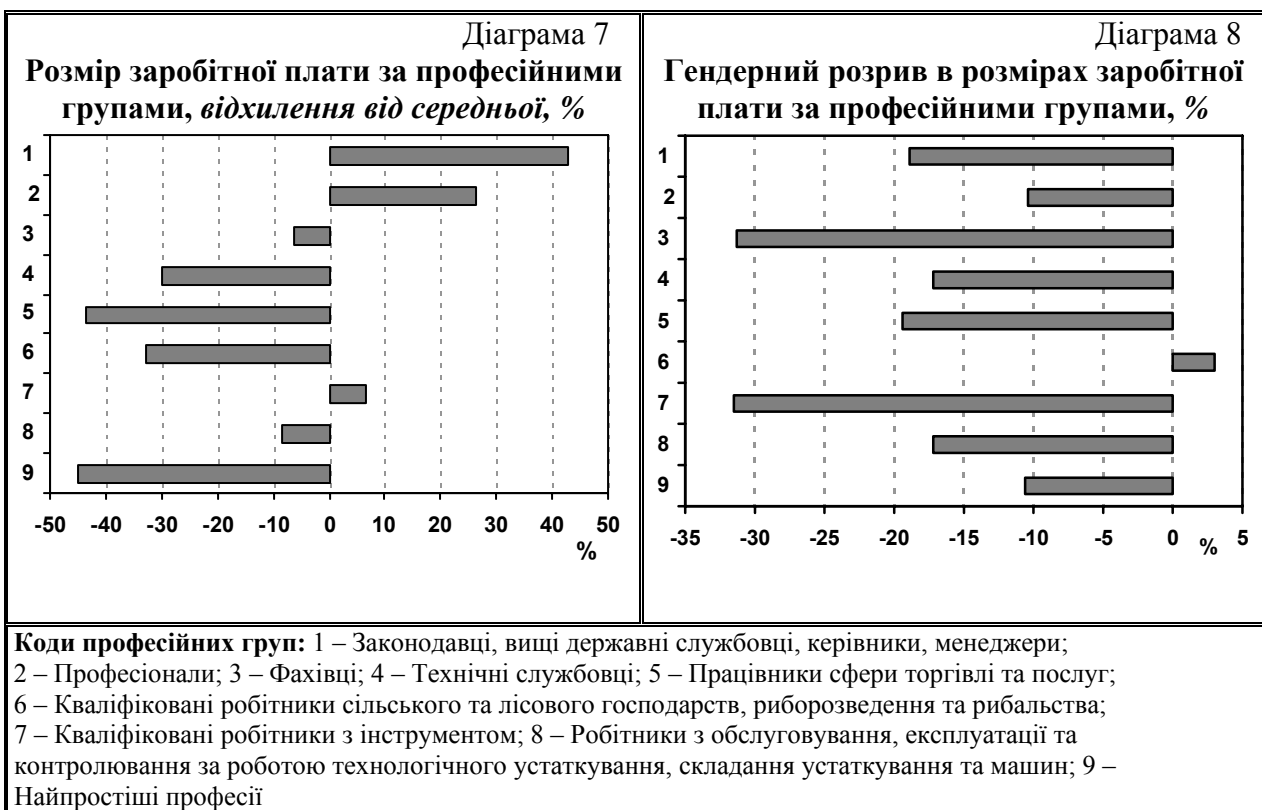 Діаграма 7
Розмір заробітної плати за професійними
групами, відхилення від середньої, %
1
2
3
4
5
6
7
8
9
-50 -40 -30 -20 -10 0 10 20 30 40 50
%
Діаграма 8
Гендерний розрив в розмірах заробітної
плати за професійними групами, %
1
2
3
4
5
6
7
8
9
-35 -30 -25 -20 -15 -10 -5 0 % 5
Коди професійних груп: 1 – Законодавці, вищі державні службовці, керівники, менеджери;
2 – Професіонали; 3 – Фахівці; 4 – Технічні службовці; 5 – Працівники сфери торгівлі та послуг;
6 – Кваліфіковані робітники сільського та лісового господарств, риборозведення та рибальства;
7 – Кваліфіковані робітники з інструментом; 8 – Робітники з обслуговування, експлуатації та
контролювання за роботою технологічного устаткування, складання устаткування та машин; 9 –
Найпростіші професії